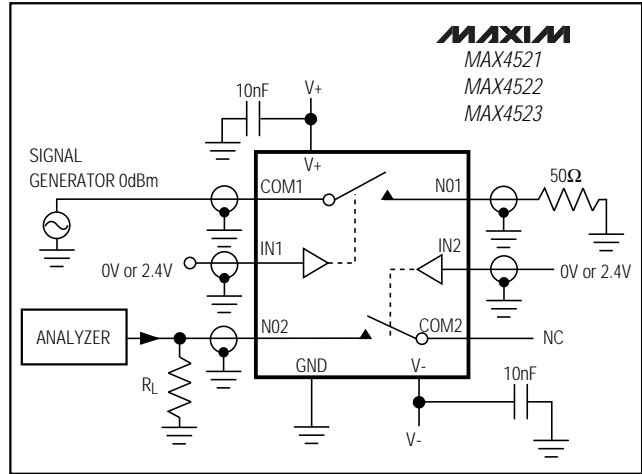 MAXIM
MAX4521
MAX4522
MAX4523
10nF
V+
V+
SIGNAL
GENERATOR 0dBm
COM1
N01
50Ω
IN1
IN2
0V or 2.4V
0V or 2.4V
ANALYZER
N02
COM2
NC
RL
GND
V-
10nF
V-